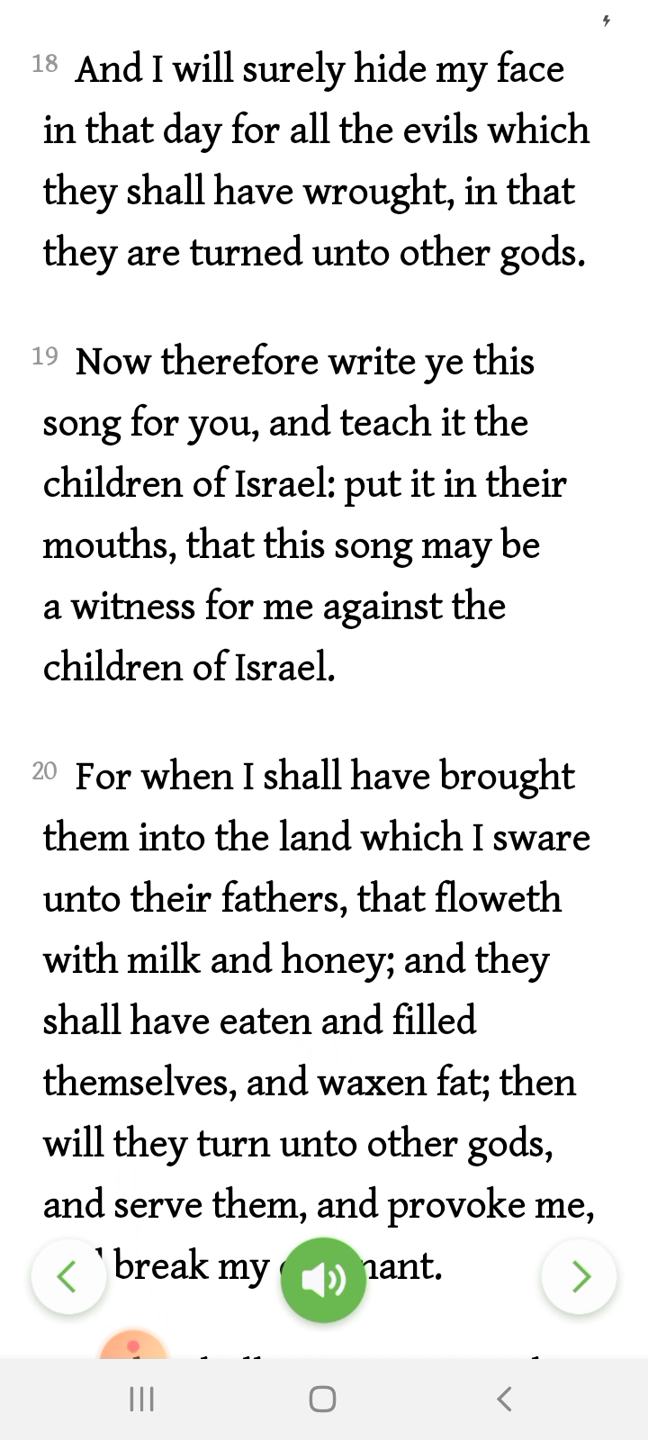 18 And I will surely hide my face
in that day for all the evils which
they shall have wrought, in that
they are turned unto other gods.
19 Now therefore write ye this
song for you, and teach it the
children of Israel: put it in their
mouths, that this song may be
a witness for me against the
children of Israel.
20 For when I shall have brought
them into the land which I sware
unto their fathers, that floweth
with milk and honey; and they
shall have eaten and filled
themselves, and waxen fat; then
will they turn unto other gods,
and serve them, and provoke me,
break my